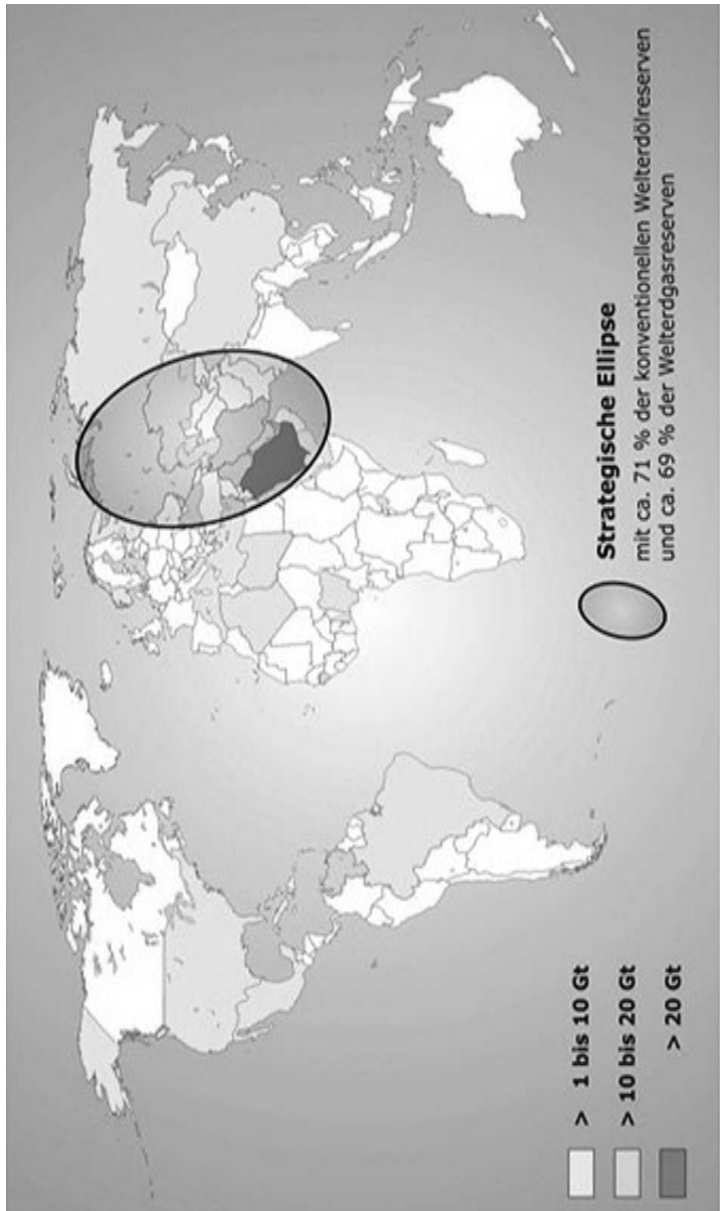 > 1 bis 10 Gt
> 10 bis 20 Gt
> 20 Gt
Strategische Ellipse
mit ca. 71 % der konventionellen Welterdölreserven
und ca. 69 % der Welterdgasreserven